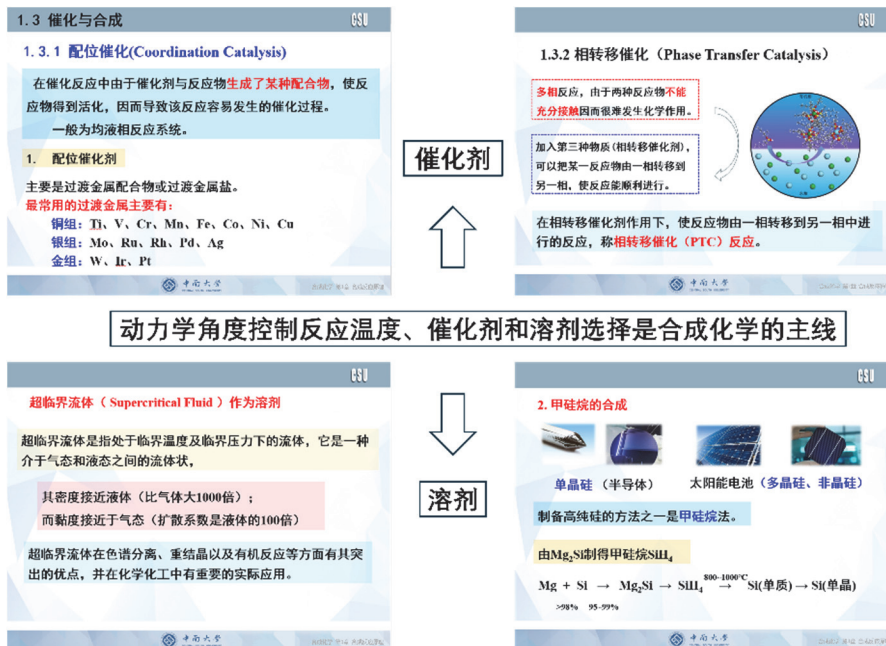 1.3 催化与合成
CSU
1.3.1 配位催化(Coordination Catalysis)
在催化反应中由于催化剂与反应物生成了某种配合物，使反
应物得到活化，因而导致该反应容易发生的催化过程。
一般为均液相反应系统。
1. 配位催化剂
主要是过渡金属配合物或过渡金属盐。
最常用的过渡金属主要有：
铜组：Ti、V、Cr、Mn、Fe、Co、Ni、Cu
银组：Mo、Ru、Rh、Pd、Ag
金组：W、Ir、Pt
中南大学
催化剂
CSU
1.3.2 相转移催化（Phase Transfer Catalysis）
多相反应，由于两种反应物不能
充分接触因而很难发生化学作用。
加入第三种物质(相转移催化剂)，
可以把某一反应物由一相转移到
另一相，使反应能顺利进行。
在相转移催化剂作用下，使反应物由一相转移到另一相中进
行的反应，称相转移催化（PTC）反应。
中南大学
动力学角度控制反应温度、催化剂和溶剂选择是合成化学的主线
CSU
超临界流体（ Supercritical Fluid ）作为溶剂
超临界流体是指处于临界温度及临界压力下的流体，它是一种
介于气态和液态之间的流体状，
其密度接近液体（比气体大1000倍）；
而黏度接近于气态（扩散系数是液体的100倍）
超临界流体在色谱分离、重结晶以及有机反应等方面有其突
出的优点，并在化学化工中有重要的实际应用。
中南大学
溶剂
CSU
2. 甲硅烷的合成
单晶硅（半导体）
太阳能电池（多晶硅、非晶硅）
制备高纯硅的方法之一是甲硅烷法。
由Mg₂Si制得甲硅烷SiH₄
800-1000℃
Mg + Si → Mg₂Si → SiH₄ → Si(单质) → Si(单晶)
>98% 95-99%
中南大学